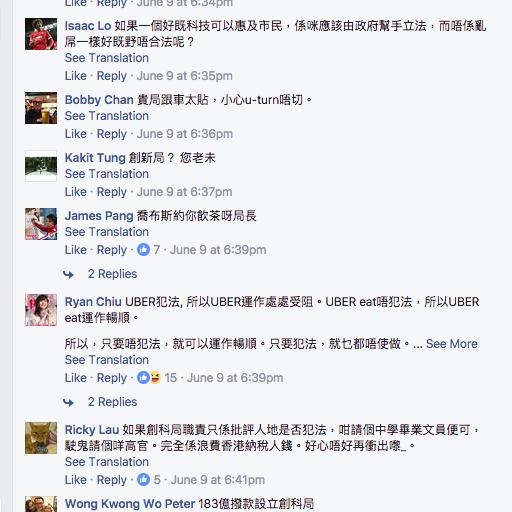 Like · Reply · June 9 at 6:34pm
Isaac Lo 如果一個好既科技可以惠及市民，係咪應該由政府幫手立法，而唔係亂
屌一樣好既野唔合法呢？
See Translation
Like · Reply · June 9 at 6:35pm
Bobby Chan 貴局跟車太貼，小心u-turn唔切。
See Translation
Like · Reply · June 9 at 6:36pm
Kakit Tung 創新局？ 您老未
See Translation
Like · Reply · June 9 at 6:37pm
James Pang 喬布斯約你飲茶呀局長
See Translation
Like · Reply · 7 · June 9 at 6:39pm
2 Replies
Ryan Chiu UBER犯法, 所以UBER運作處處受阻。UBER eat唔犯法，所以UBER
eat運作暢順。
所以，只要唔犯法，就可以運作暢順。只要犯法，就乜都唔使做。... See More
See Translation
Like · Reply · 15 · June 9 at 6:39pm
2 Replies
Ricky Lau 如果創科局職責只係批評人地是否犯法，咁請個中學畢業文員便可，
駛鬼請個咩高官。完全係浪費香港納稅人錢。好心唔好再衝出嚟_。
See Translation
Like · Reply · 5 · June 9 at 6:41pm
Wong Kwong Wo Peter 183億撥款設立創科局